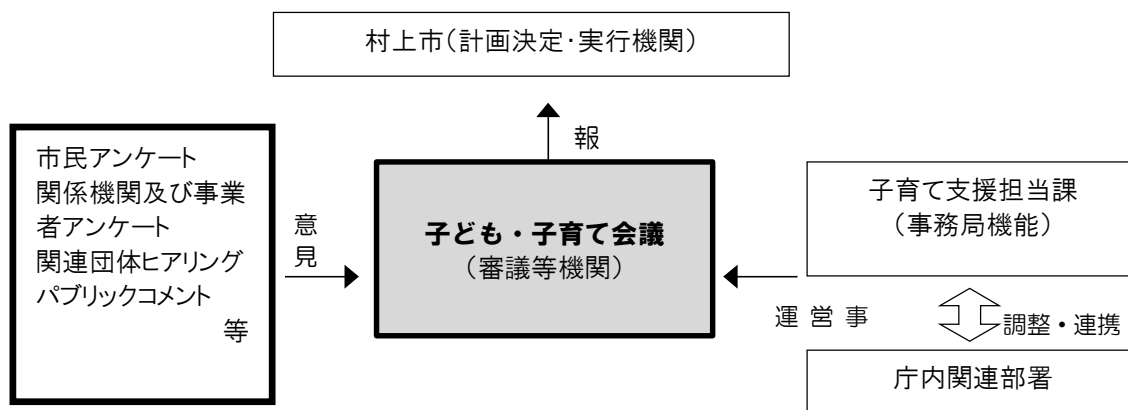 村上市（計画決定・実行機関）
報
市民アンケート
関係機関及び事業
者アンケート
関連団体ヒアリング
パブリックコメント
等
意見
子ども・子育て会議
（審議等機関）
子育て支援担当課
（事務局機能）
運営事
調整・連携
庁内関連部署